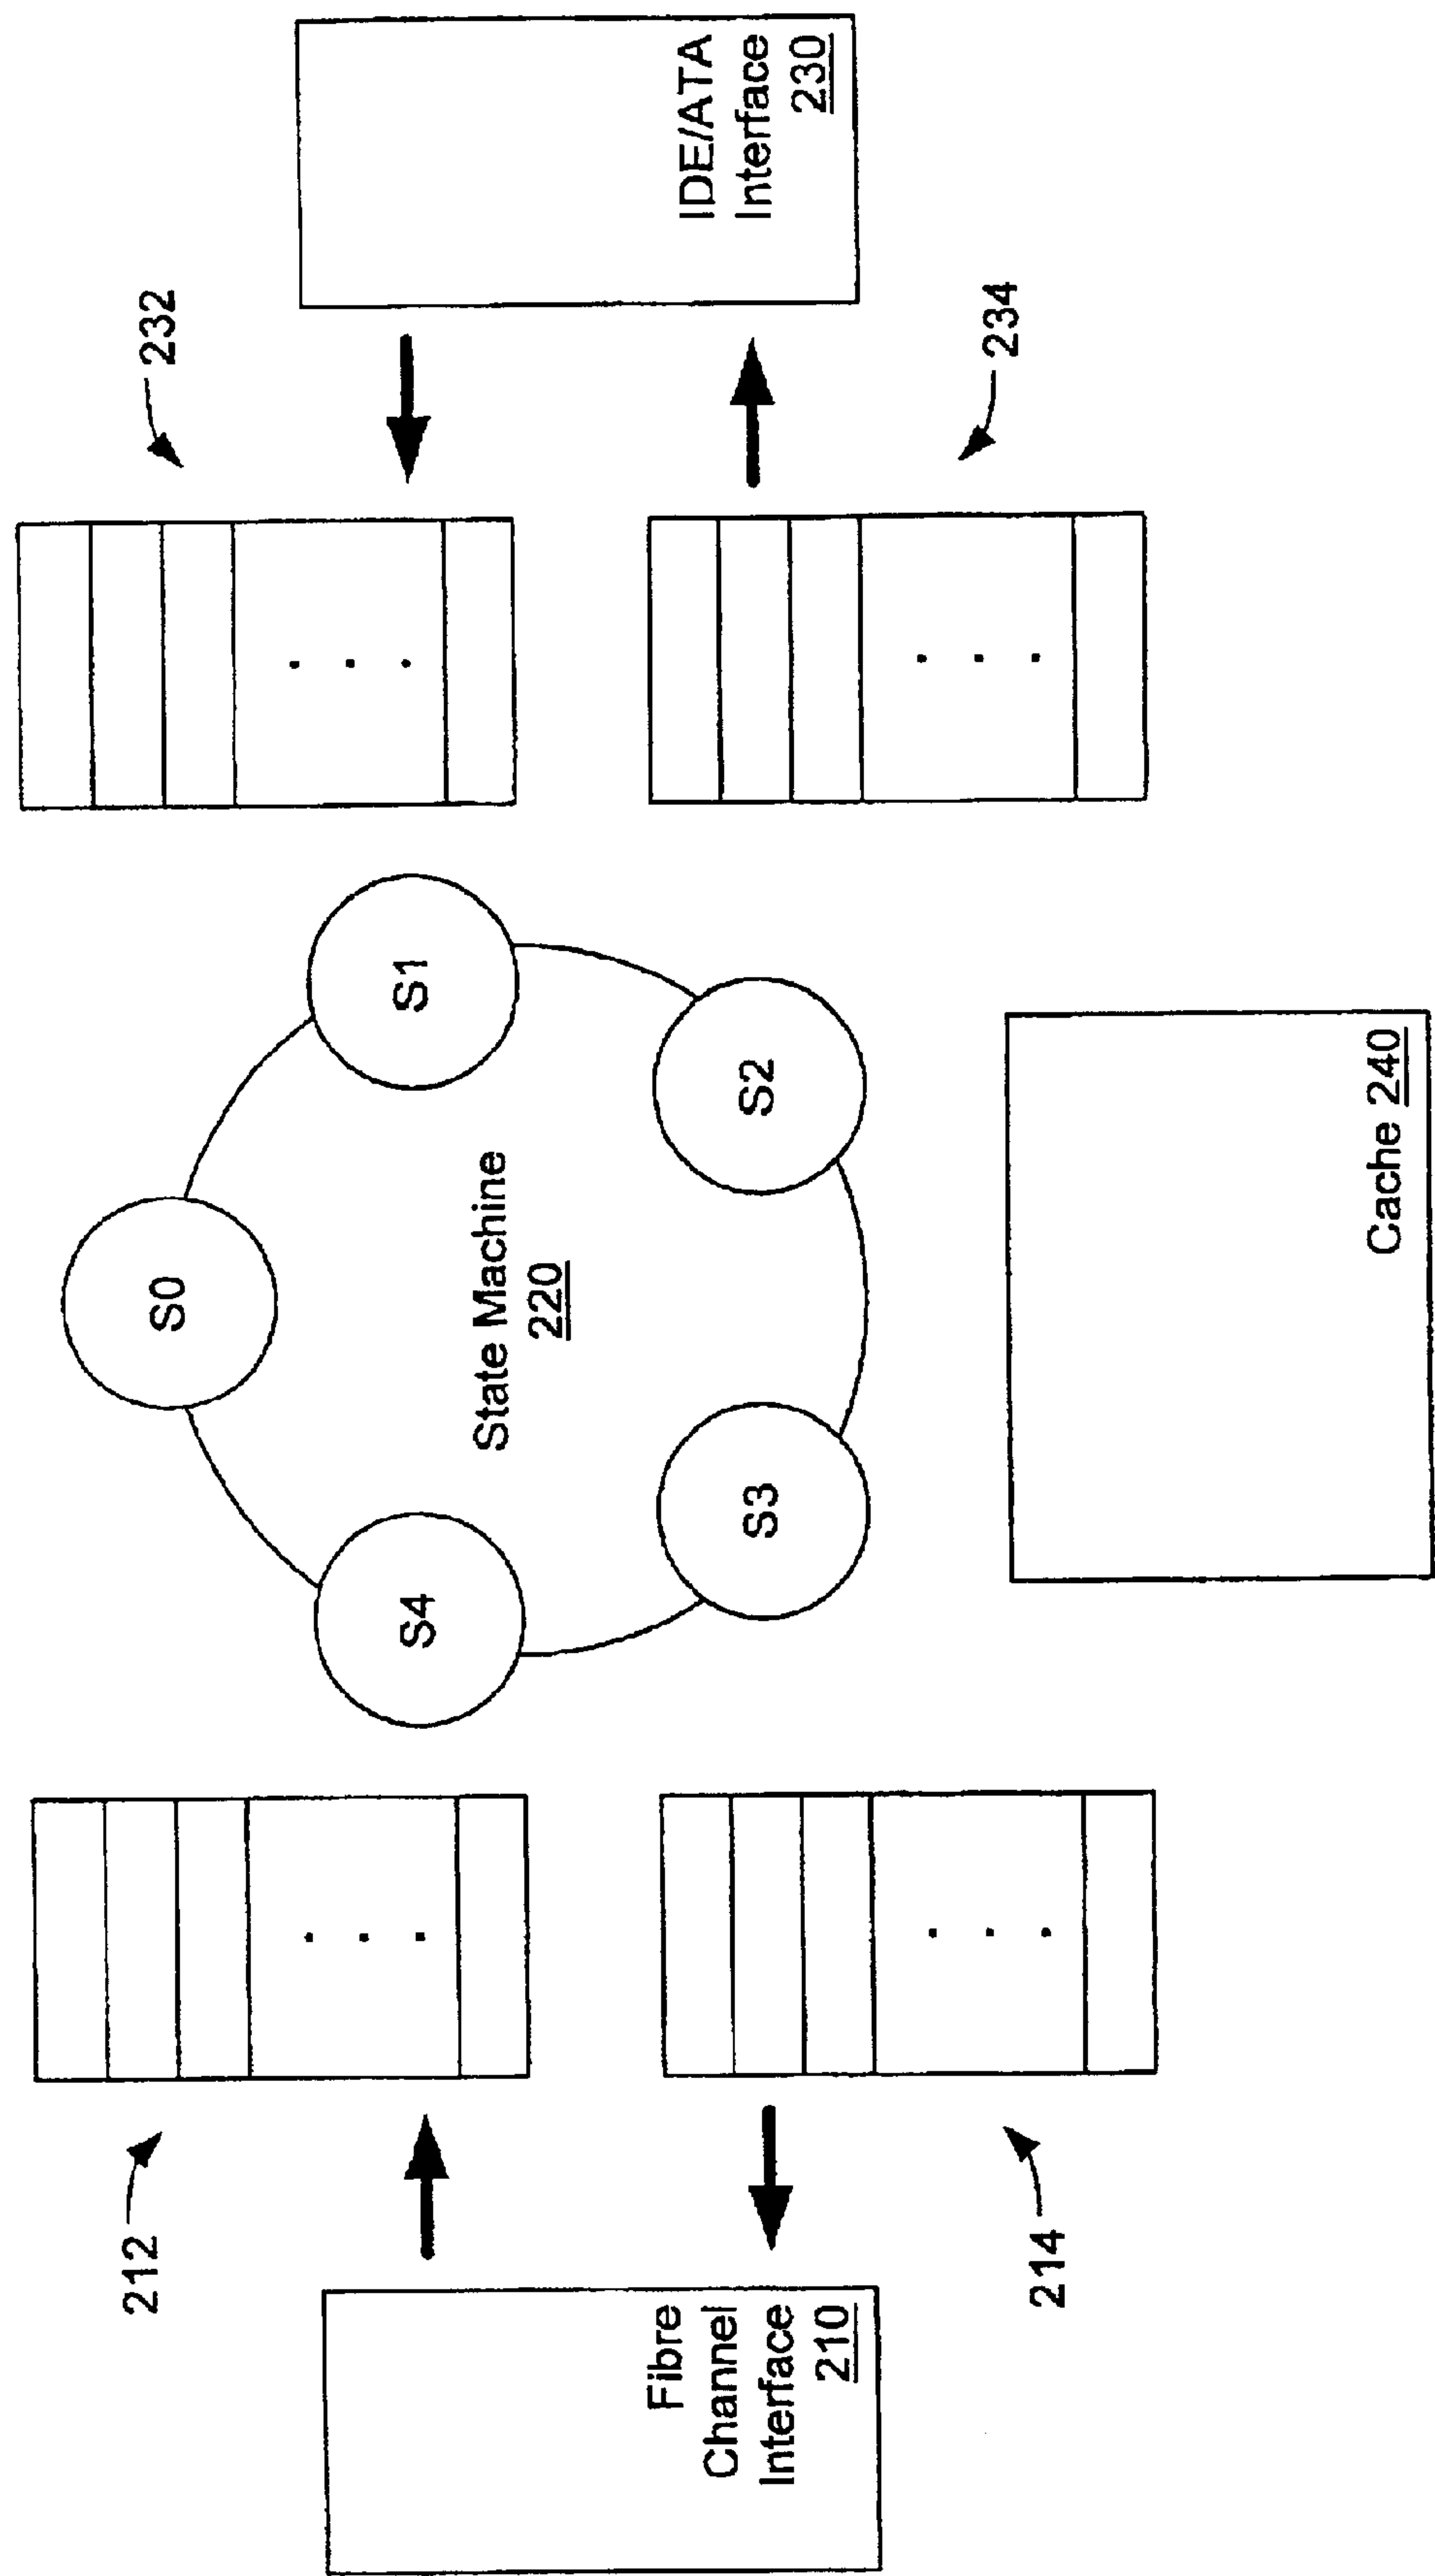 212
232
S0
S4
S1
State Machine
220
Fibre
Channel
Interface
210
IDE/ATA
Interface
230
S3
S2
214
234
Cache 240